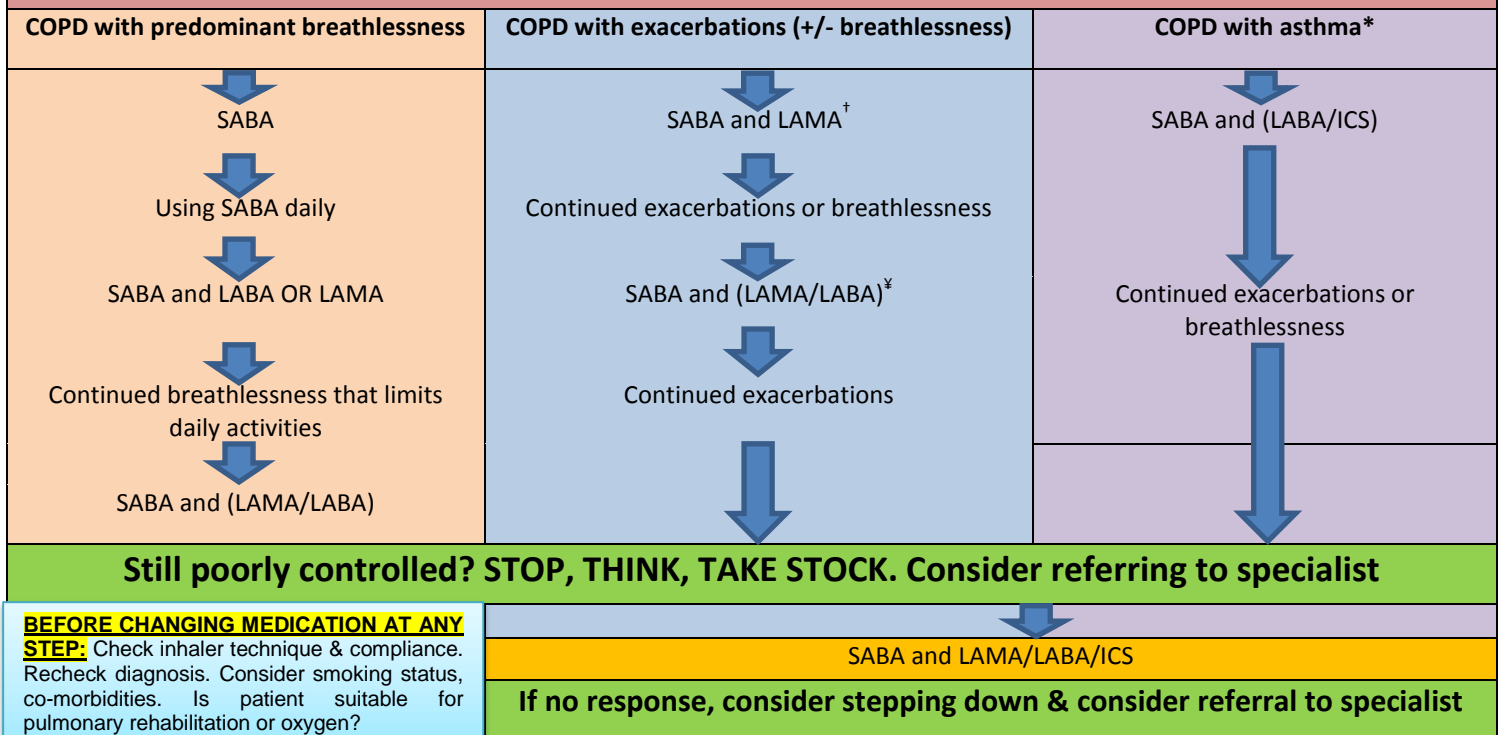 COPD with predominant breathlessness
SABA
Using SABA daily
SABA and LABA OR LAMA
Continued breathlessness that limits
daily activities
SABA and (LAMA/LABA)
COPD with exacerbations (+/- breathlessness)
SABA and LAMA†
Continued exacerbations or breathlessness
SABA and (LAMA/LABA)¥
Continued exacerbations
COPD with asthma*
SABA and (LABA/ICS)
Continued exacerbations or
breathlessness
Still poorly controlled? STOP, THINK, TAKE STOCK. Consider referring to specialist
BEFORE CHANGING MEDICATION AT ANY
STEP: Check inhaler technique & compliance.
Recheck diagnosis. Consider smoking status,
co-morbidities. Is patient suitable for
pulmonary rehabilitation or oxygen?
SABA and LAMA/LABA/ICS
If no response, consider stepping down & consider referral to specialist